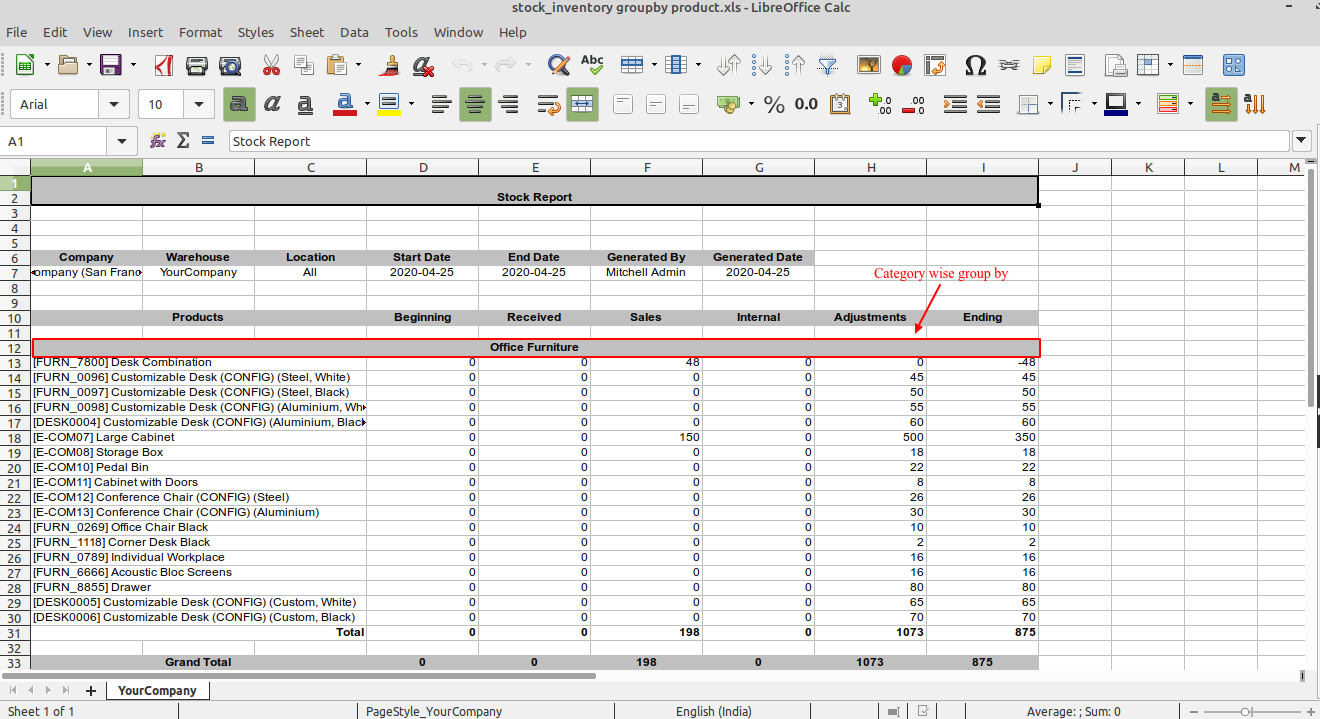 stock_inventory groupby product.xls - LibreOffice Calc
File Edit View Insert Format Styles Sheet Data Tools Window Help
Abc
Arial 10 a a a a % 0.0 .00 .00
A1 fx Σ = Stock Report
A B C D E F G H I J K L M
1
2 Stock Report
3
4
5
6 Company Warehouse Location Start Date End Date Generated By Generated Date
7 ompany (San Franc YourCompany All 2020-04-25 2020-04-25 Mitchell Admin 2020-04-25 Category wise group by
8
9
10 Products Beginning Received Sales Internal Adjustments Ending
11
12 Office Furniture
13 [FURN_7800] Desk Combination 0 0 48 0 0 -48
14 [FURN_0096] Customizable Desk (CONFIG) (Steel, White) 0 0 0 0 45 45
15 [FURN_0097] Customizable Desk (CONFIG) (Steel, Black) 0 0 0 0 50 50
16 [FURN_0098] Customizable Desk (CONFIG) (Aluminium, Wh 0 0 0 0 55 55
17 [DESK0004] Customizable Desk (CONFIG) (Aluminium, Blac 0 0 0 0 60 60
18 [E-COM07] Large Cabinet 0 0 150 0 500 350
19 [E-COM08] Storage Box 0 0 0 0 18 18
20 [E-COM10] Pedal Bin 0 0 0 0 22 22
21 [E-COM11] Cabinet with Doors 0 0 0 0 8 8
22 [E-COM12] Conference Chair (CONFIG) (Steel) 0 0 0 0 26 26
23 [E-COM13] Conference Chair (CONFIG) (Aluminium) 0 0 0 0 30 30
24 [FURN_0269] Office Chair Black 0 0 0 0 10 10
25 [FURN_1118] Corner Desk Black 0 0 0 0 2 2
26 [FURN_0789] Individual Workplace 0 0 0 0 16 16
27 [FURN_6666] Acoustic Bloc Screens 0 0 0 0 16 16
28 [FURN_8855] Drawer 0 0 0 0 80 80
29 [DESK0005] Customizable Desk (CONFIG) (Custom, White) 0 0 0 0 65 65
30 [DESK0006] Customizable Desk (CONFIG) (Custom, Black) 0 0 0 0 70 70
31 Total 0 0 198 0 1073 875
32
33 Grand Total 0 0 198 0 1073 875
YourCompany
Sheet 1 of 1 PageStyle_YourCompany English (India) Average: ; Sum: 0